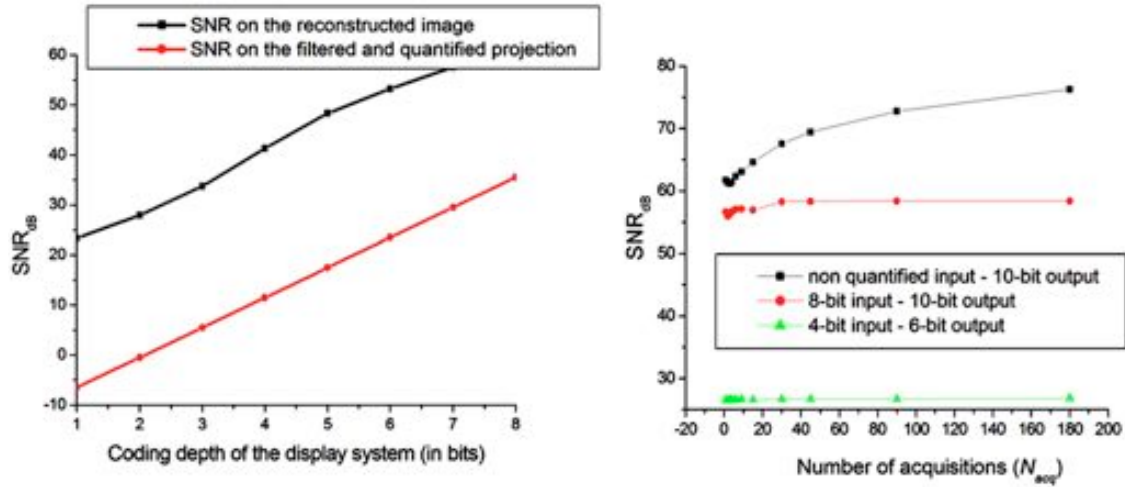 SNR on the reconstructed image
SNR on the filtered and quantified projection
60
50
40
30
20
10
0
-10
SNR_dB
1 2 3 4 5 6 7 8
Coding depth of the display system (in bits)
80
70
60
50
40
30
SNR_dB
non quantified input - 10-bit output
8-bit input - 10-bit output
4-bit input - 6-bit output
-20 0 20 40 60 80 100 120 140 160 180 200
Number of acquisitions (N_acq)